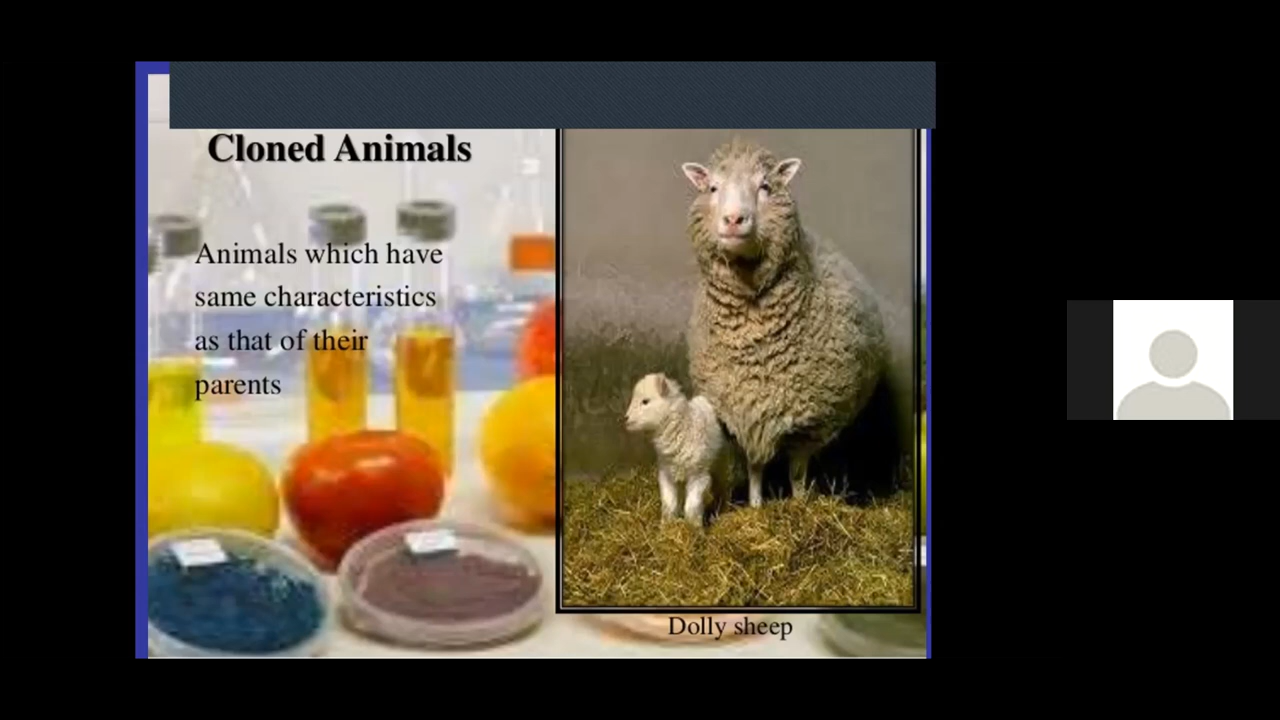 Cloned Animals
Animals which have
same characteristics
as that of their
parents
Dolly sheep